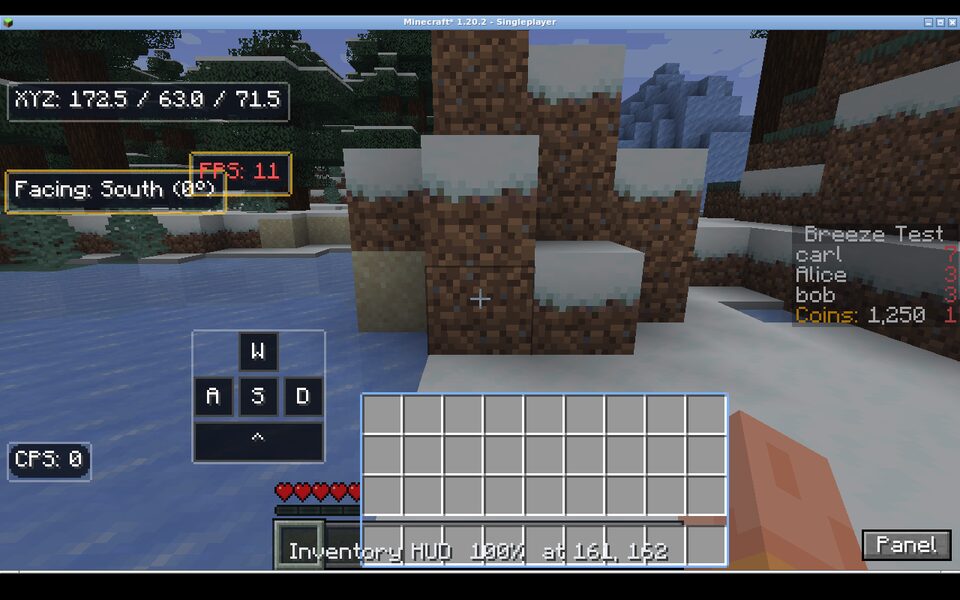 Minecraft* 1.20.2 - Singleplayer
XYZ: 172.5 / 63.0 / 71.5
FPS: 11
Facing: South (0°)
Breeze Test
carl 7
Alice 3
bob 3
Coins: 1,250 1
W
A S D
^
CPS: 0
Inventory HUD 100% at 161, 162
Panel